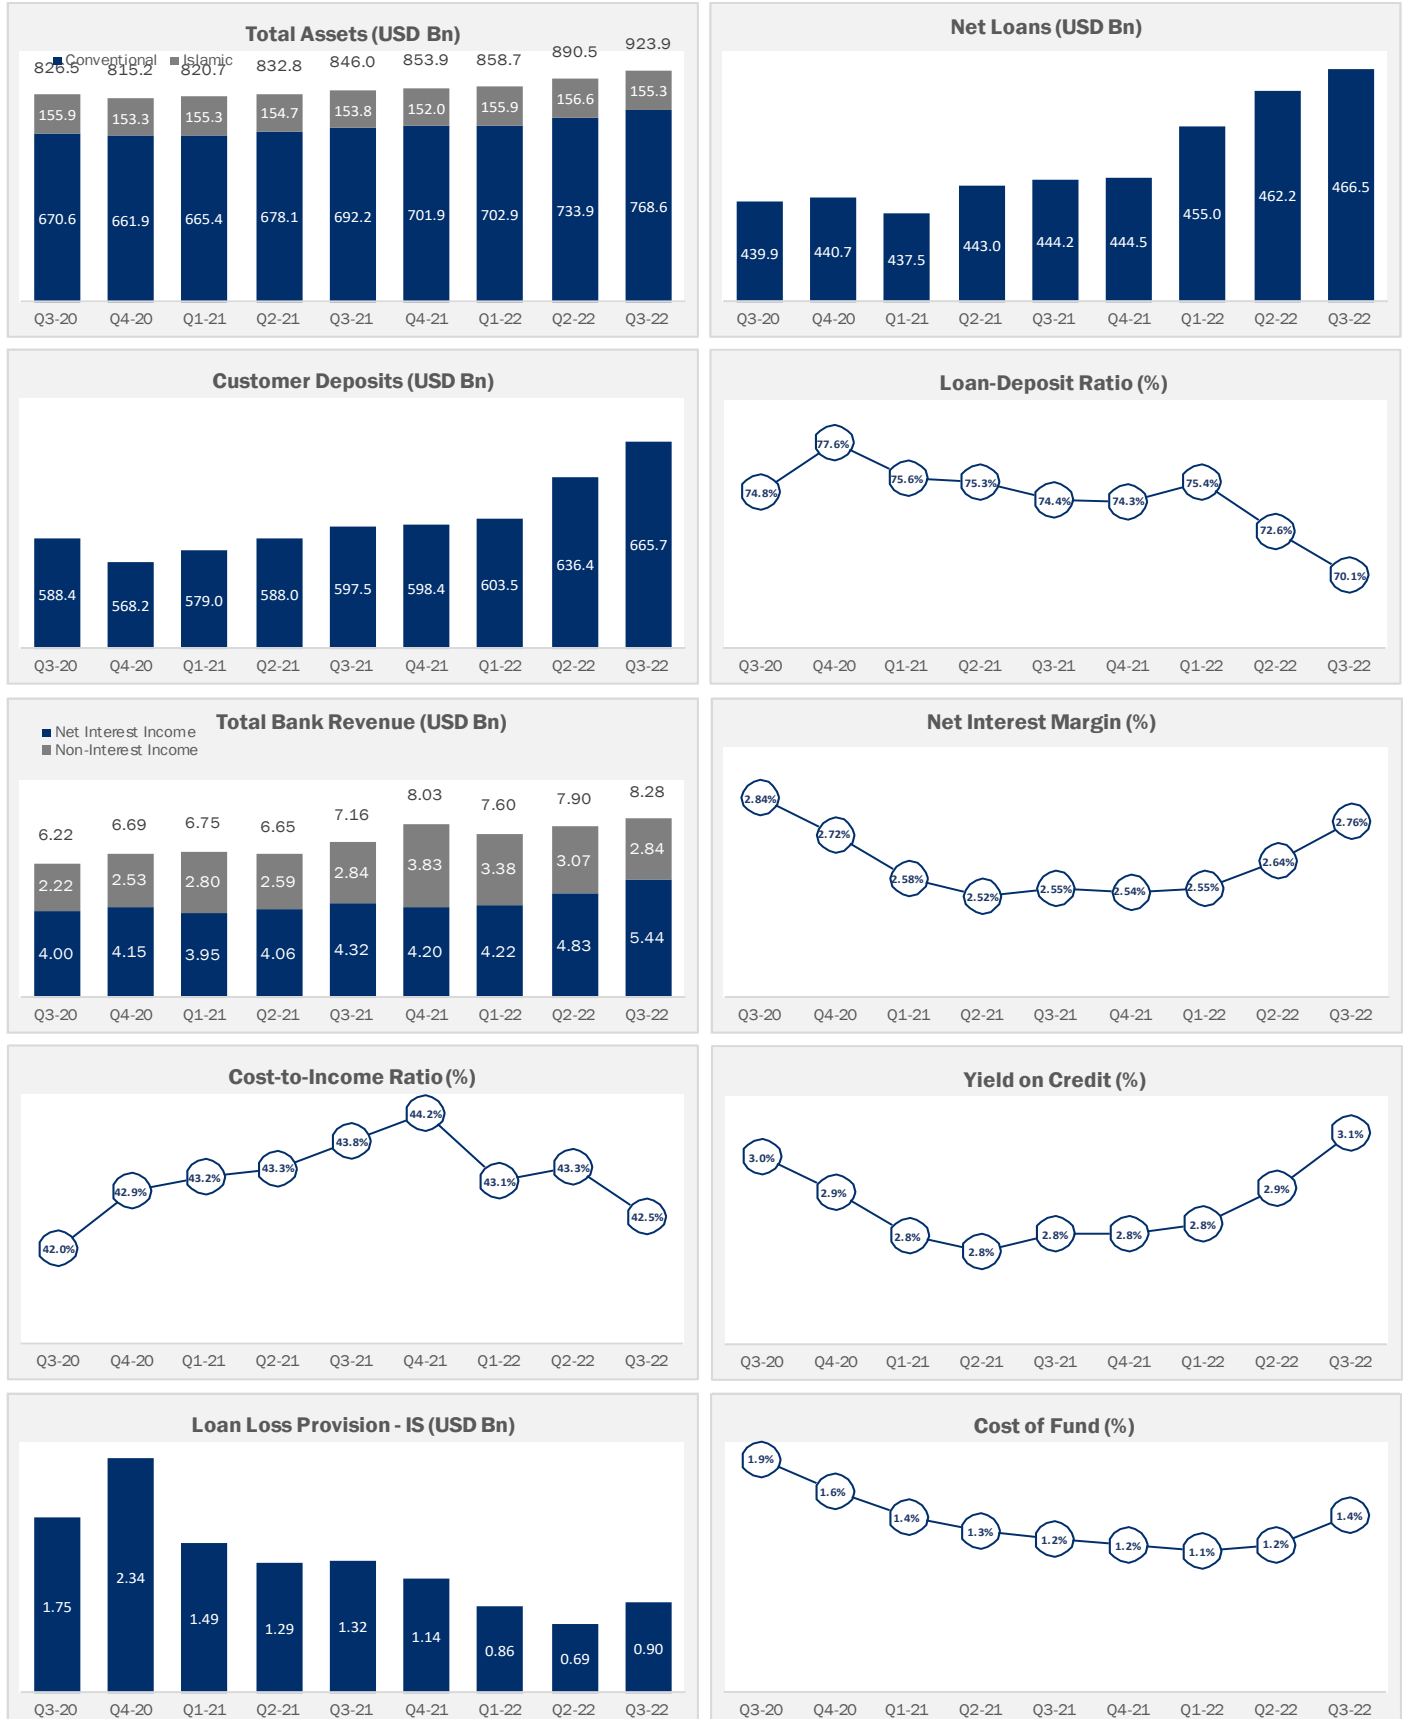 Total Assets (USD Bn)
Conventional Islamic
826.5 815.2 820.7 832.8 846.0 853.9 858.7 890.5 923.9
155.9 153.3 155.3 154.7 153.8 152.0 155.9 156.6 155.3
670.6 661.9 665.4 678.1 692.2 701.9 702.9 733.9 768.6
Q3-20 Q4-20 Q1-21 Q2-21 Q3-21 Q4-21 Q1-22 Q2-22 Q3-22
Net Loans (USD Bn)
439.9 440.7 437.5 443.0 444.2 444.5 455.0 462.2 466.5
Q3-20 Q4-20 Q1-21 Q2-21 Q3-21 Q4-21 Q1-22 Q2-22 Q3-22
Customer Deposits (USD Bn)
588.4 568.2 579.0 588.0 597.5 598.4 603.5 636.4 665.7
Q3-20 Q4-20 Q1-21 Q2-21 Q3-21 Q4-21 Q1-22 Q2-22 Q3-22
Loan-Deposit Ratio (%)
74.8% 77.6% 75.6% 75.3% 74.4% 74.3% 75.4% 72.6% 70.1%
Q3-20 Q4-20 Q1-21 Q2-21 Q3-21 Q4-21 Q1-22 Q2-22 Q3-22
Total Bank Revenue (USD Bn)
Net Interest Income
Non-Interest Income
6.22 6.69 6.75 6.65 7.16 8.03 7.60 7.90 8.28
2.22 2.53 2.80 2.59 2.84 3.83 3.38 3.07 2.84
4.00 4.15 3.95 4.06 4.32 4.20 4.22 4.83 5.44
Q3-20 Q4-20 Q1-21 Q2-21 Q3-21 Q4-21 Q1-22 Q2-22 Q3-22
Net Interest Margin (%)
2.84% 2.72% 2.58% 2.52% 2.55% 2.54% 2.55% 2.64% 2.76%
Q3-20 Q4-20 Q1-21 Q2-21 Q3-21 Q4-21 Q1-22 Q2-22 Q3-22
Cost-to-Income Ratio (%)
42.0% 42.9% 43.2% 43.3% 43.8% 44.2% 43.1% 43.3% 42.5%
Q3-20 Q4-20 Q1-21 Q2-21 Q3-21 Q4-21 Q1-22 Q2-22 Q3-22
Yield on Credit (%)
3.0% 2.9% 2.8% 2.8% 2.8% 2.8% 2.8% 2.9% 3.1%
Q3-20 Q4-20 Q1-21 Q2-21 Q3-21 Q4-21 Q1-22 Q2-22 Q3-22
Loan Loss Provision - IS (USD Bn)
1.75 2.34 1.49 1.29 1.32 1.14 0.86 0.69 0.90
Q3-20 Q4-20 Q1-21 Q2-21 Q3-21 Q4-21 Q1-22 Q2-22 Q3-22
Cost of Fund (%)
1.9% 1.6% 1.4% 1.3% 1.2% 1.2% 1.1% 1.2% 1.4%
Q3-20 Q4-20 Q1-21 Q2-21 Q3-21 Q4-21 Q1-22 Q2-22 Q3-22